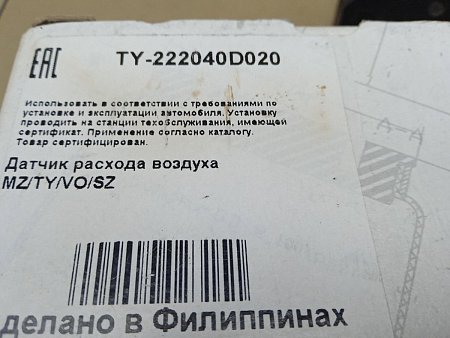 EAC TY-222040D020
Использовать в соответствии с требованиями по
установке и эксплуатации автомобиля. Установку
проводить на станции техобслуживания, имеющей
сертификат. Применение согласно каталогу.
Товар сертифицирован.
Датчик расхода воздуха
MZ/TY/VO/SZ
делано в Филиппинах
A-A